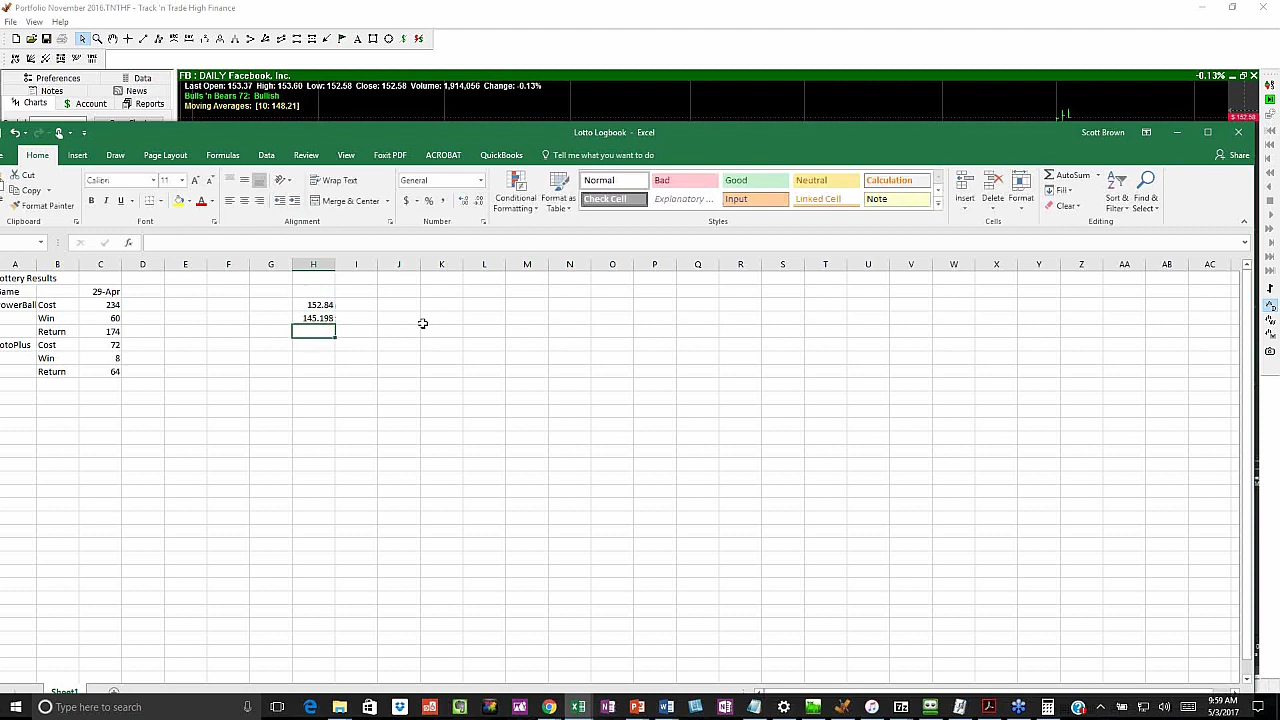 Portfolio November 2016.TNTHF - Track 'n Trade High Finance
File View Help
Preferences Data
Notes News
Charts Account Reports
FB : DAILY Facebook, Inc. -0.13%
Last Open: 153.37 High: 153.60 Low: 152.58 Close: 152.58 Volume: 1,914,056 Change: -0.13%
Bulls 'n Bears 72: Bullish
Moving Averages: [10: 148.21]
$ 152.58
Lotto Logbook - Excel Scott Brown
Home Insert Draw Page Layout Formulas Data Review View Foxit PDF ACROBAT QuickBooks Tell me what you want to do Share
Cut
Copy
Format Painter
Clipboard
Calibri 11
B I U
Font
Wrap Text
Merge & Center
Alignment
General
$ %
Number
Conditional Formatting
Format as Table
Normal Bad Good Neutral Calculation
Check Cell Explanatory ... Input Linked Cell Note
Styles
Insert Delete Format
Cells
AutoSum
Fill
Clear
Sort & Filter
Find & Select
Editing
fx
A B C D E F G H I J K L M N O P Q R S T U V W X Y Z AA AB AC
ottery Results
Game 29-Apr
PowerBall Cost 234 152.84
Win 60 145.198
Return 174
LotoPlus Cost 72
Win 8
Return 64
Sheet1
Type here to search
9:59 AM
5/3/2017